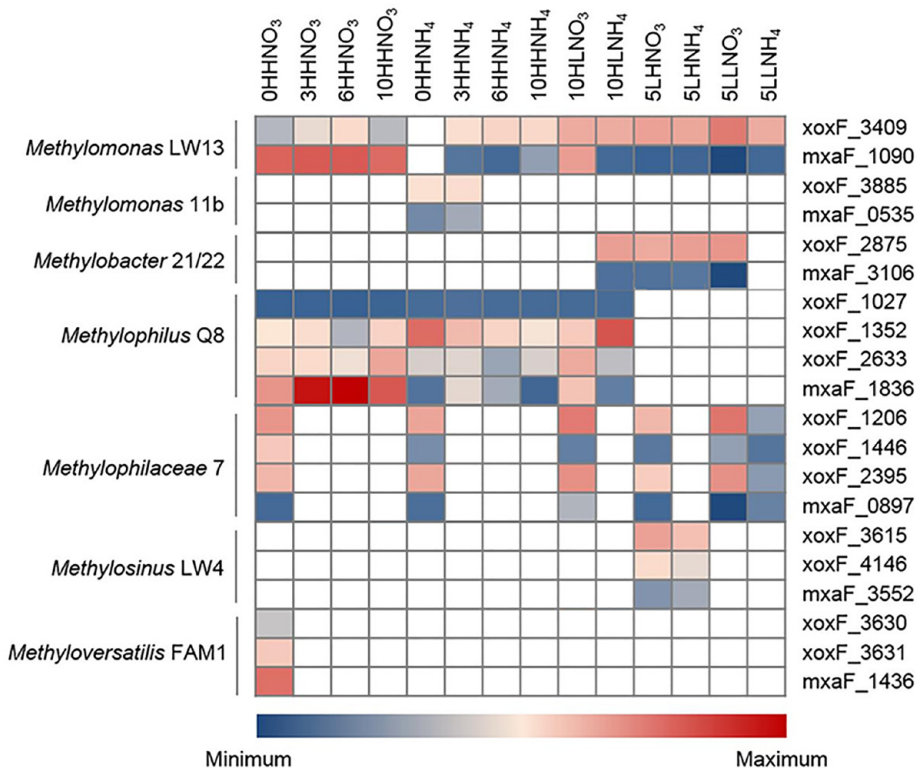 0HHNO3
3HHNO3
6HHNO3
10HHNO3
0HHNH4
3HHNH4
6HHNH4
10HHNH4
10HLNO3
10HLNH4
5LHNO3
5LHNH4
5LLNO3
5LLNH4
Methylomonas LW13
xoxF_3409
mxaF_1090
Methylomonas 11b
xoxF_3885
mxaF_0535
Methylobacter 21/22
xoxF_2875
mxaF_3106
Methylophilus Q8
xoxF_1027
xoxF_1352
xoxF_2633
mxaF_1836
Methylophilaceae 7
xoxF_1206
xoxF_1446
xoxF_2395
mxaF_0897
Methylosinus LW4
xoxF_3615
xoxF_4146
mxaF_3552
Methyloversatilis FAM1
xoxF_3630
xoxF_3631
mxaF_1436
Minimum
Maximum